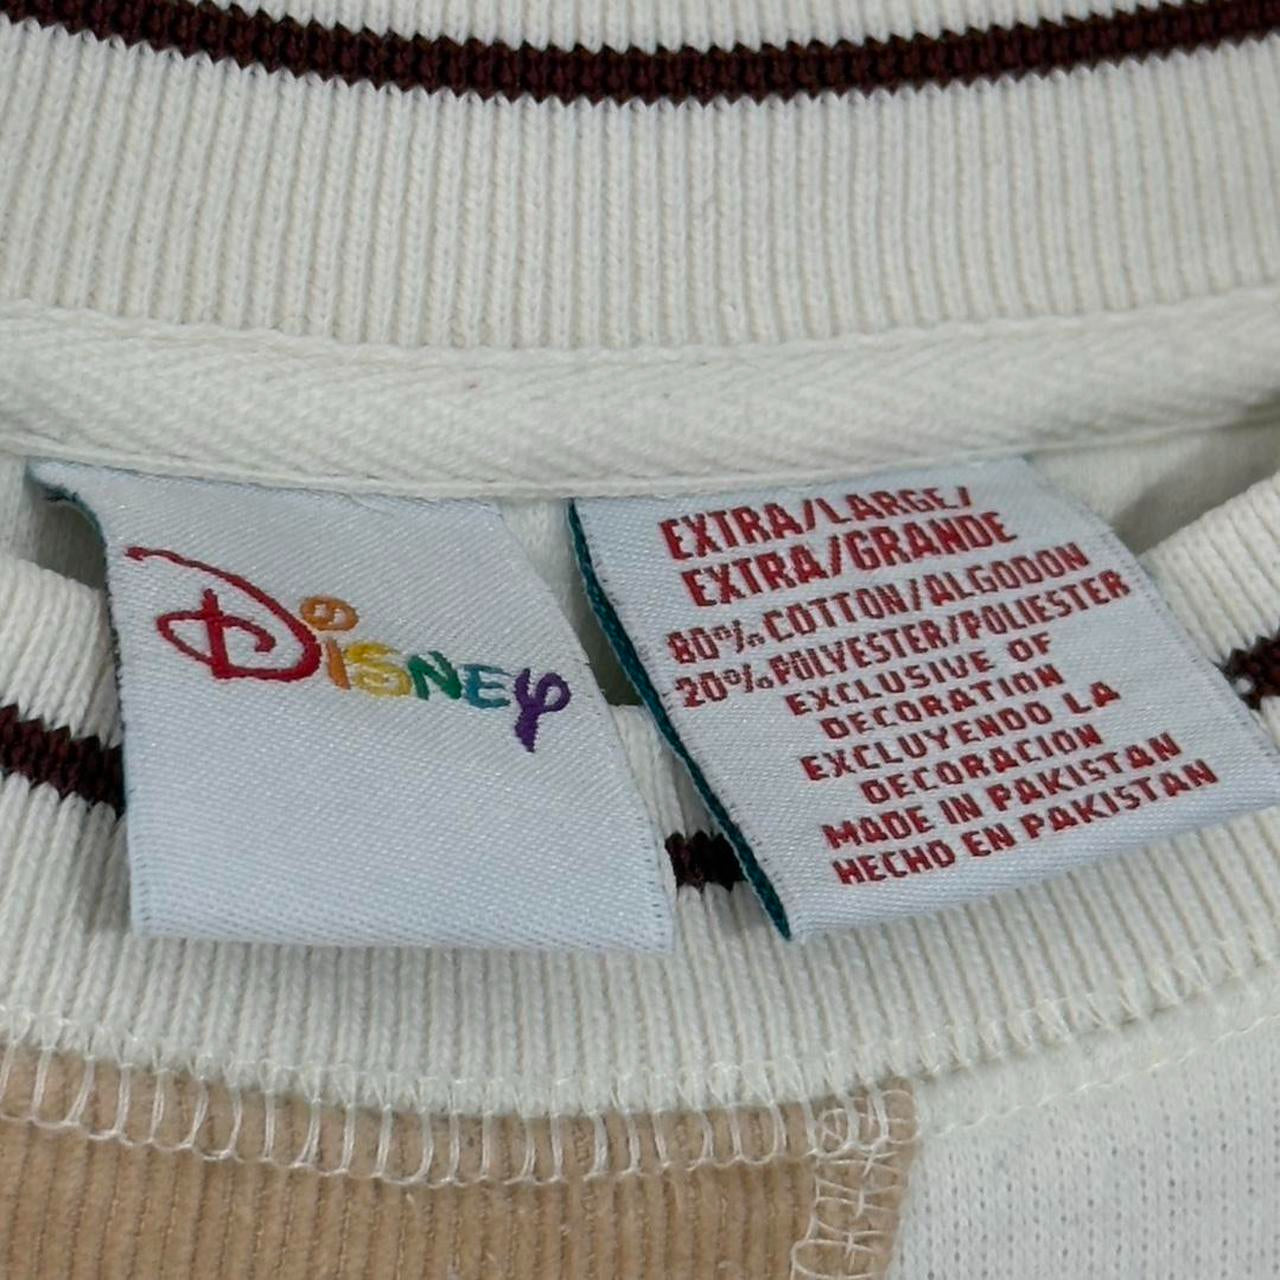 DiSNEY
EXTRA/LARGE/
EXTRA/GRANDE
80% COTTON/ALGODON
20% POLYESTER/POLIESTER
EXCLUSIVE OF
DECORATION
EXCLUYENDO LA
DECORACION
MADE IN PAKISTAN
HECHO EN PAKISTAN